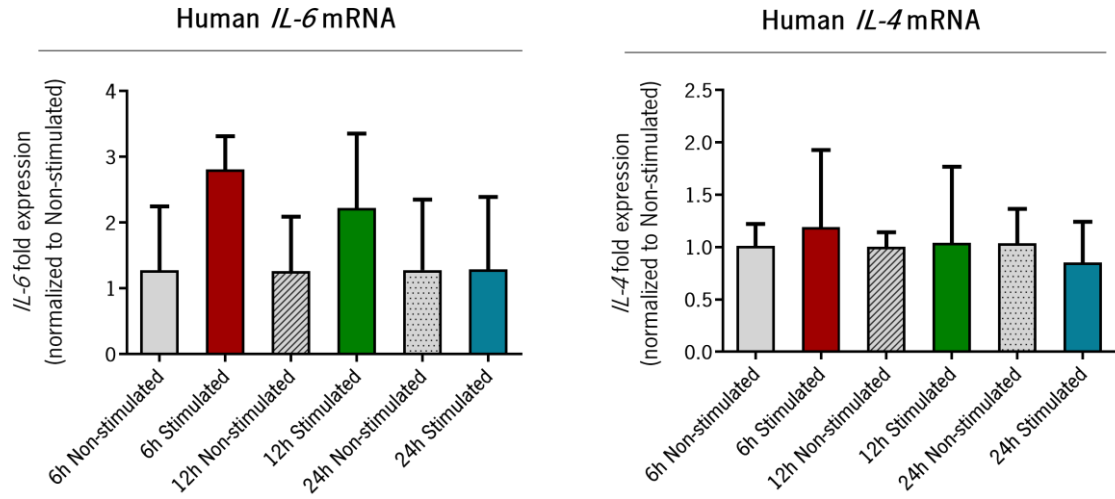 Human IL-6 mRNA
IL-6 fold expression
(normalized to Non-stimulated)
4
3
2
1
0
6h Non-stimulated
6h Stimulated
12h Non-stimulated
12h Stimulated
24h Non-stimulated
24h Stimulated
Human IL-4 mRNA
IL-4 fold expression
(normalized to Non-stimulated)
2.5
2.0
1.5
1.0
0.5
0.0
6h Non-stimulated
6h Stimulated
12h Non-stimulated
12h Stimulated
24h Non-stimulated
24h Stimulated